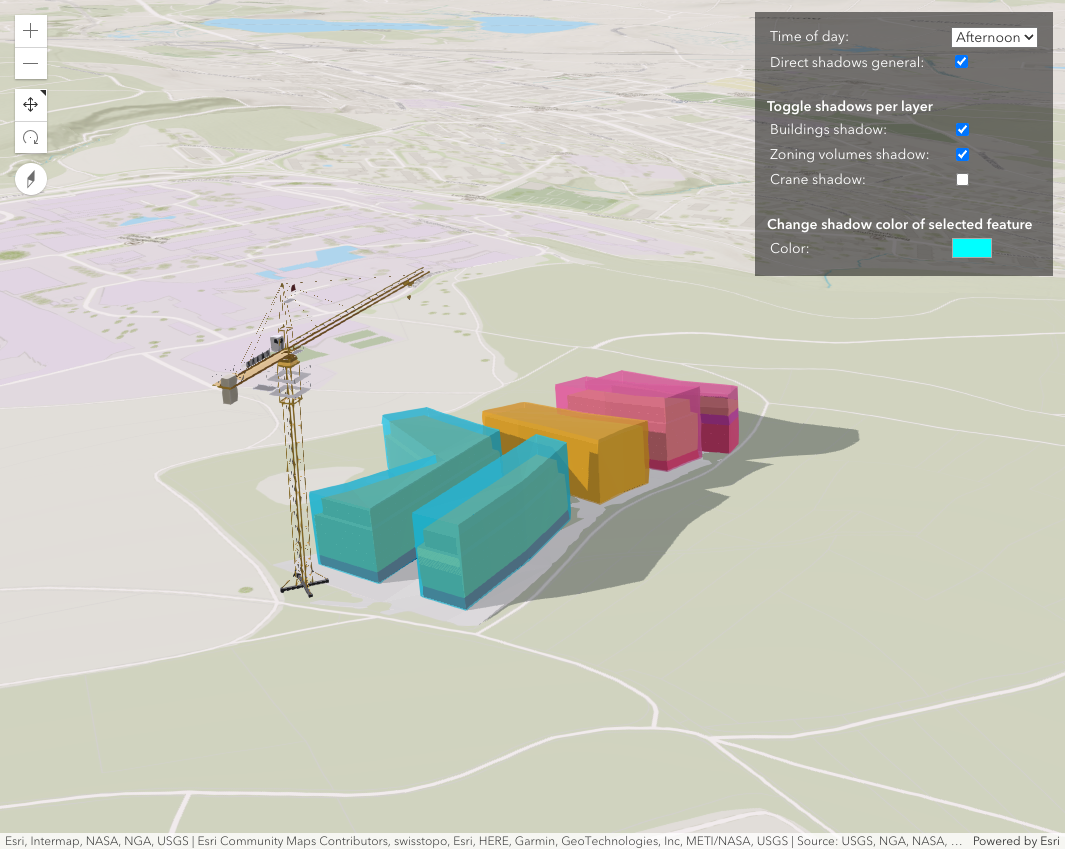 Time of day:
Afternoon
Direct shadows general:
Toggle shadows per layer
Buildings shadow:
Zoning volumes shadow:
Crane shadow:
Change shadow color of selected feature
Color:
Esri, Intermap, NASA, NGA, USGS | Esri Community Maps Contributors, swisstopo, Esri, HERE, Garmin, GeoTechnologies, Inc, METI/NASA, USGS | Source: USGS, NGA, NASA, ... Powered by Esri